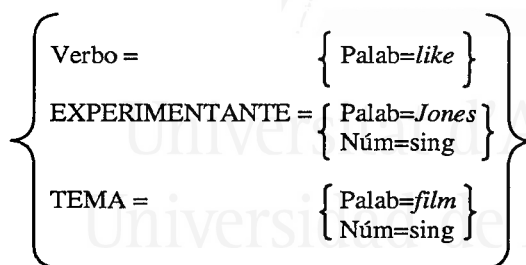 Verbo = { Palab=like }
EXPERIMENTANTE = { Palab=Jones
Núm=sing }
TEMA = { Palab=film
Núm=sing }